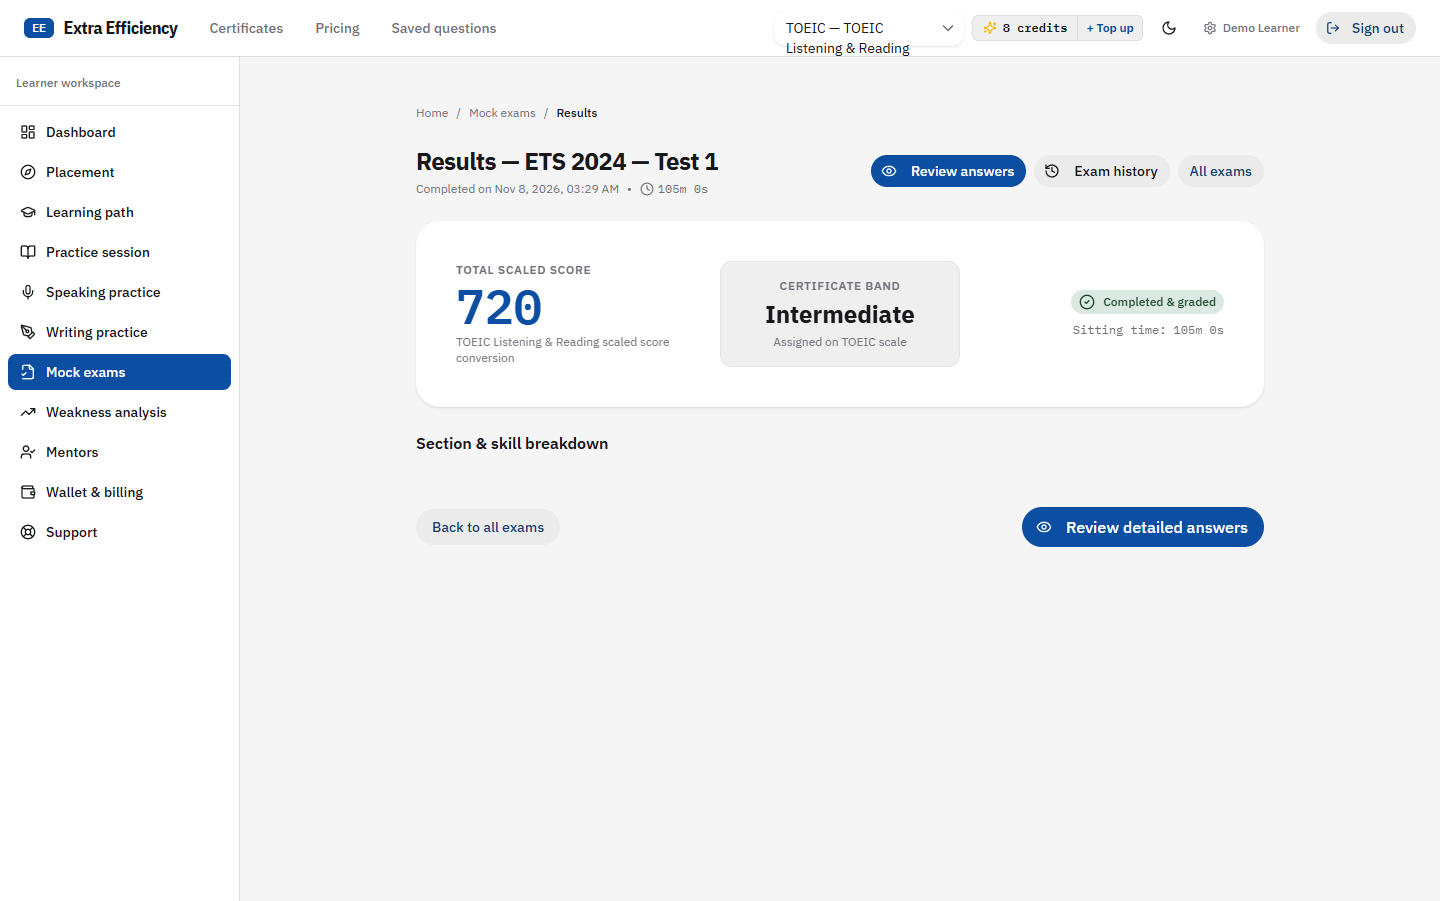 EE Extra Efficiency Certificates Pricing Saved questions
TOEIC — TOEIC
Listening & Reading
8 credits + Top up Demo Learner Sign out
Learner workspace
Dashboard
Placement
Learning path
Practice session
Speaking practice
Writing practice
Mock exams
Weakness analysis
Mentors
Wallet & billing
Support
Home / Mock exams / Results
Results — ETS 2024 — Test 1
Completed on Nov 8, 2026, 03:29 AM • 105m 0s
Review answers Exam history All exams
TOTAL SCALED SCORE
720
TOEIC Listening & Reading scaled score
conversion
CERTIFICATE BAND
Intermediate
Assigned on TOEIC scale
Completed & graded
Sitting time: 105m 0s
Section & skill breakdown
Back to all exams Review detailed answers